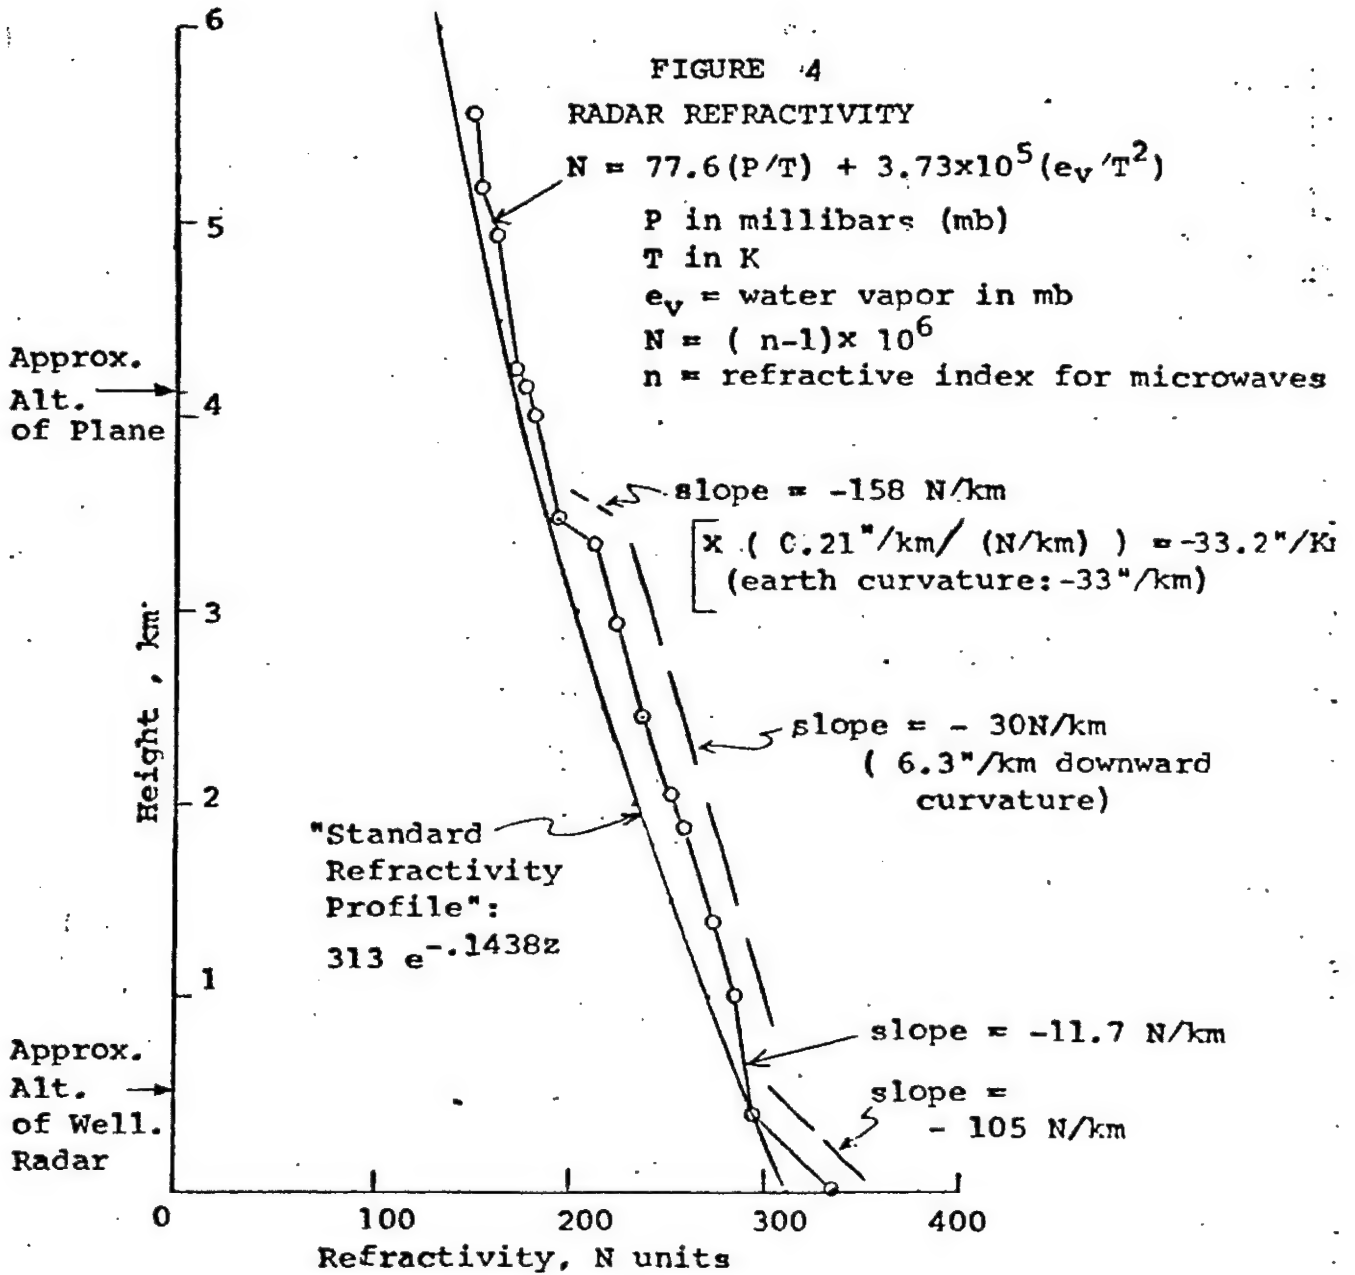 FIGURE 4
RADAR REFRACTIVITY
N = 77.6(P/T) + 3.73x10^5(e_v/T^2)
P in millibars (mb)
T in K
e_v = water vapor in mb
N = ( n-1)x 10^6
n = refractive index for microwaves
6
5
4
3
2
1
Height , km
Approx.
Alt.
of Plane
slope = -158 N/km
x ( 0.21"/km/ (N/km) ) = -33.2"/K
(earth curvature:-33"/km)
slope = - 30N/km
( 6.3"/km downward
curvature)
"Standard
Refractivity
Profile":
313 e^-.1438z
slope = -11.7 N/km
slope =
- 105 N/km
Approx.
Alt.
of Well.
Radar
0 100 200 300 400
Refractivity, N units